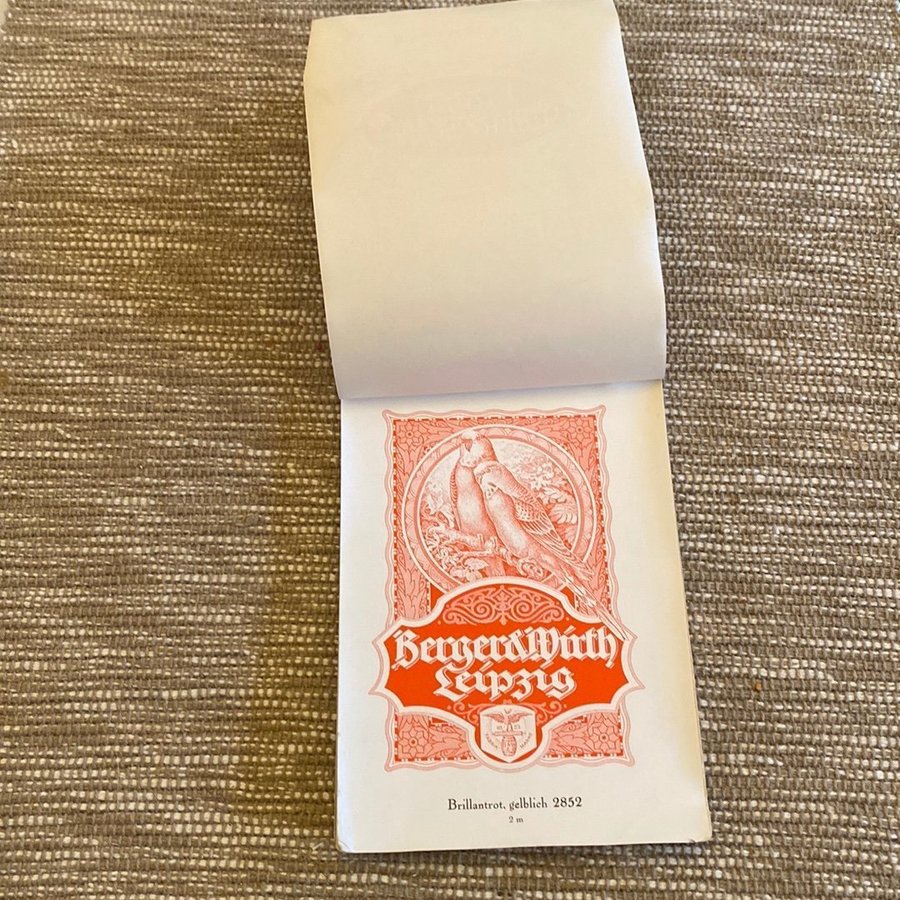 Berger&Wirth
Leipzig
Brillantrot, gelblich 2852
2 m